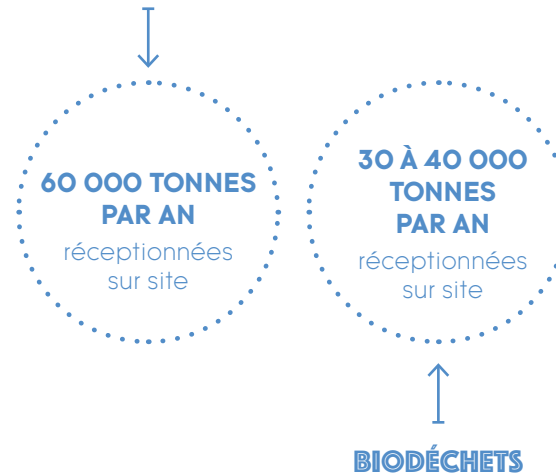 60 000 TONNES
PAR AN
réceptionnées
sur site
30 À 40 000
TONNES
PAR AN
réceptionnées
sur site
BIODÉCHETS